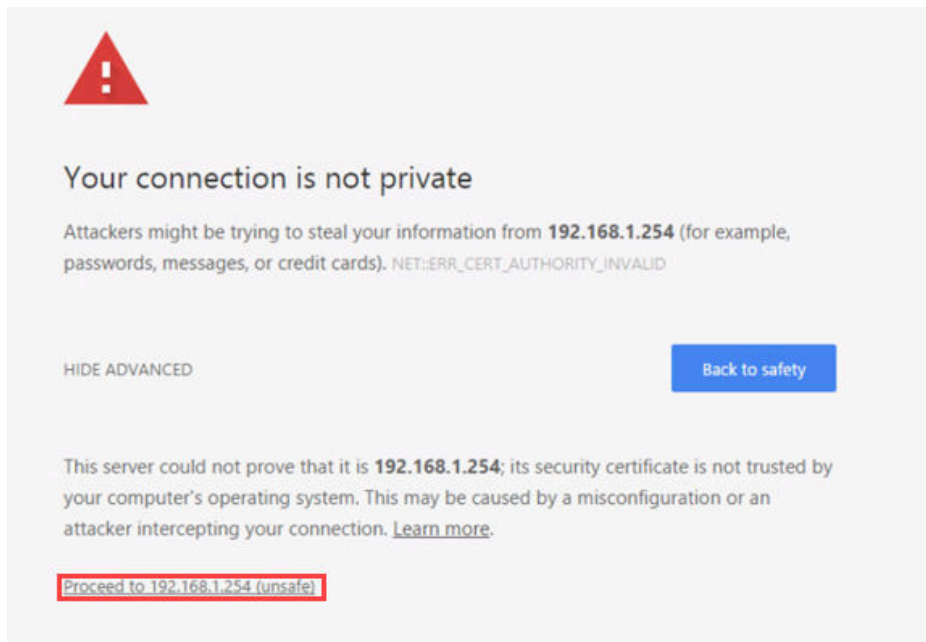 Your connection is not private
Attackers might be trying to steal your information from 192.168.1.254 (for example,
passwords, messages, or credit cards). NET::ERR_CERT_AUTHORITY_INVALID
HIDE ADVANCED
Back to safety
This server could not prove that it is 192.168.1.254; its security certificate is not trusted by
your computer's operating system. This may be caused by a misconfiguration or an
attacker intercepting your connection. Learn more.
Proceed to 192.168.1.254 (unsafe)